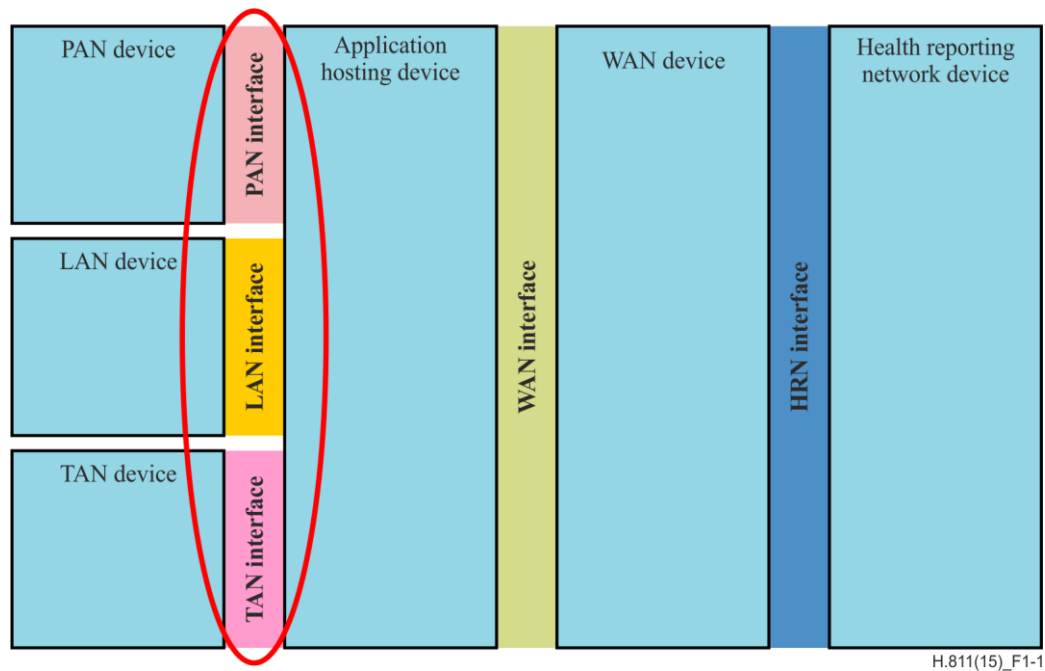 PAN device
PAN interface
Application
hosting device
WAN device
Health reporting
network device
LAN device
LAN interface
WAN interface
HRN interface
TAN device
TAN interface
H.811(15)_F1-1